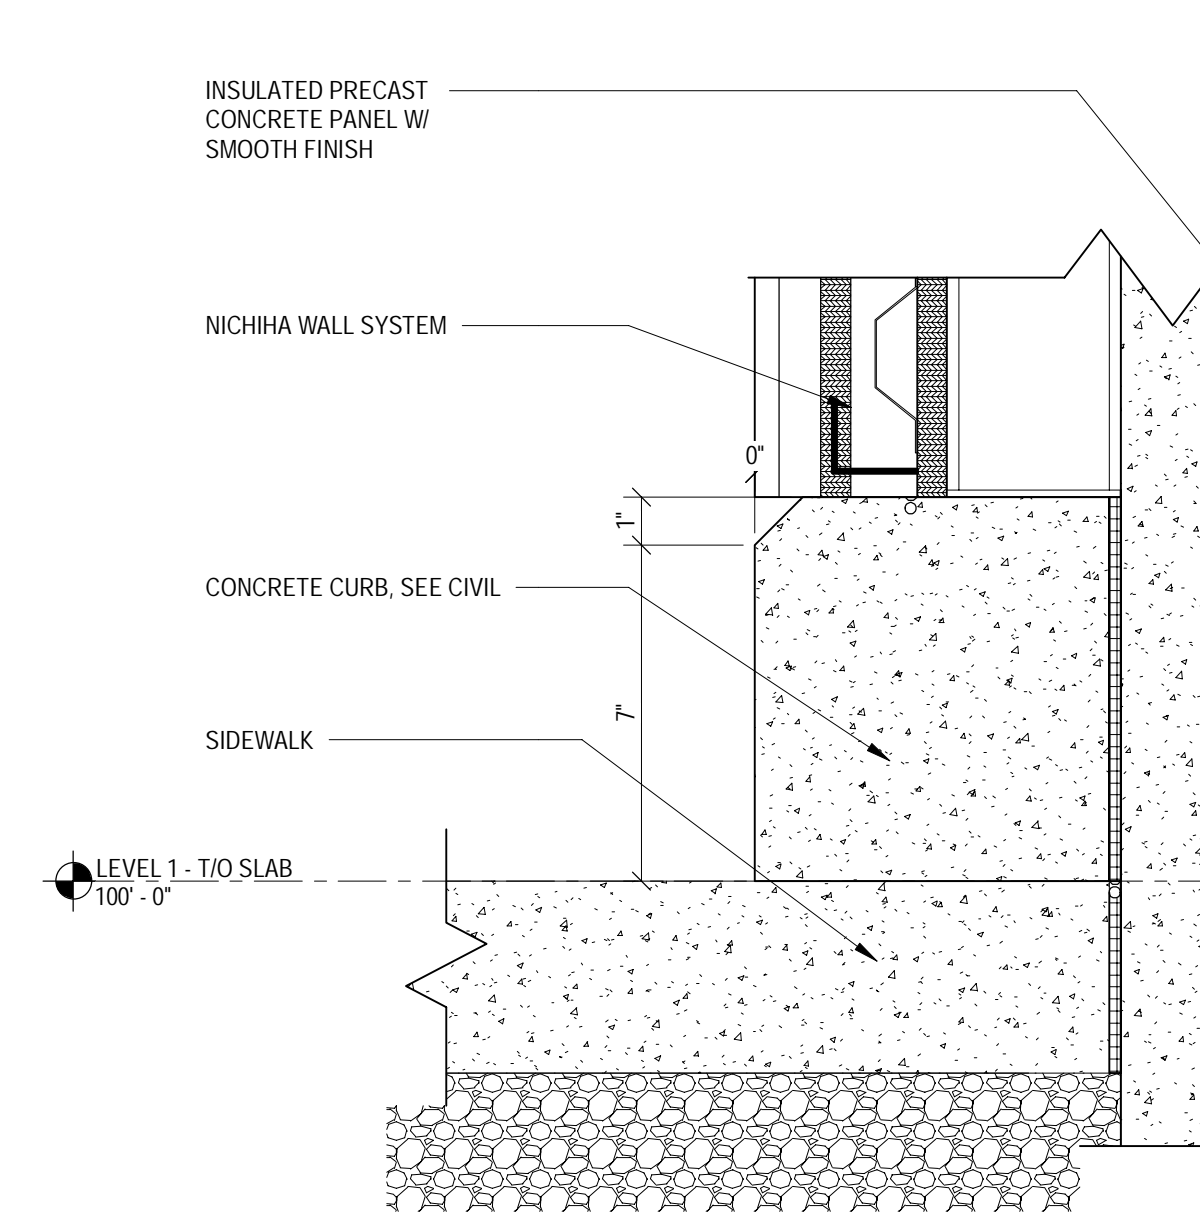 INSULATED PRECAST
CONCRETE PANEL W/
SMOOTH FINISH
NICHIHA WALL SYSTEM
0"
1"
CONCRETE CURB, SEE CIVIL
7"
SIDEWALK
LEVEL 1 - T/O SLAB
100' - 0"